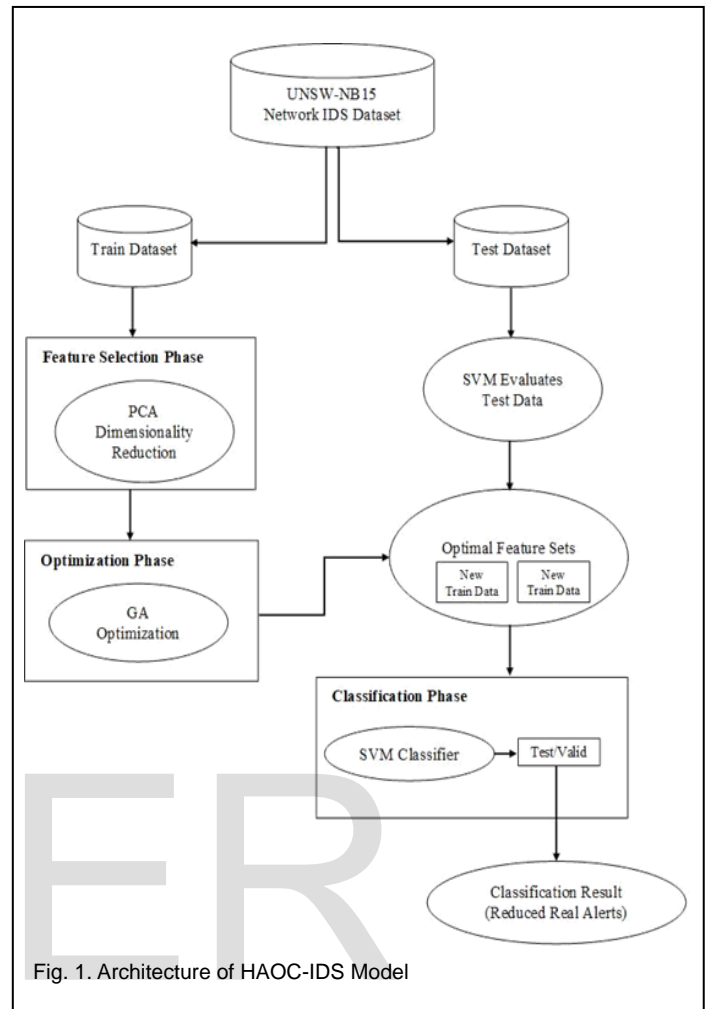 UNSW-NB15
Network IDS Dataset
Train Dataset
Test Dataset
Feature Selection Phase
PCA
Dimensionality
Reduction
SVM Evaluates
Test Data
Optimization Phase
GA
Optimization
Optimal Feature Sets
New
Train Data
New
Train Data
Classification Phase
SVM Classifier
Test/Valid
Classification Result
(Reduced Real Alerts)
ER
Fig. 1. Architecture of HAOC-IDS Model